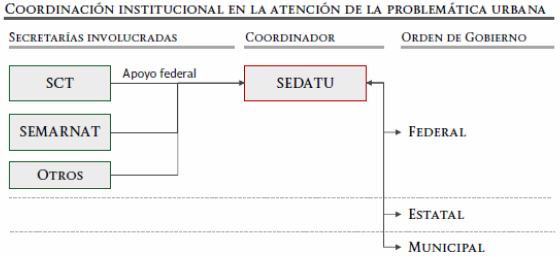 COORDINACIÓN INSTITUCIONAL EN LA ATENCIÓN DE LA PROBLEMÁTICA URBANA
SECRETARÍAS INVOLUCRADAS COORDINADOR ORDEN DE GOBIERNO
SCT Apoyo federal SEDATU
SEMARNAT FEDERAL
OTROS
ESTATAL
MUNICIPAL